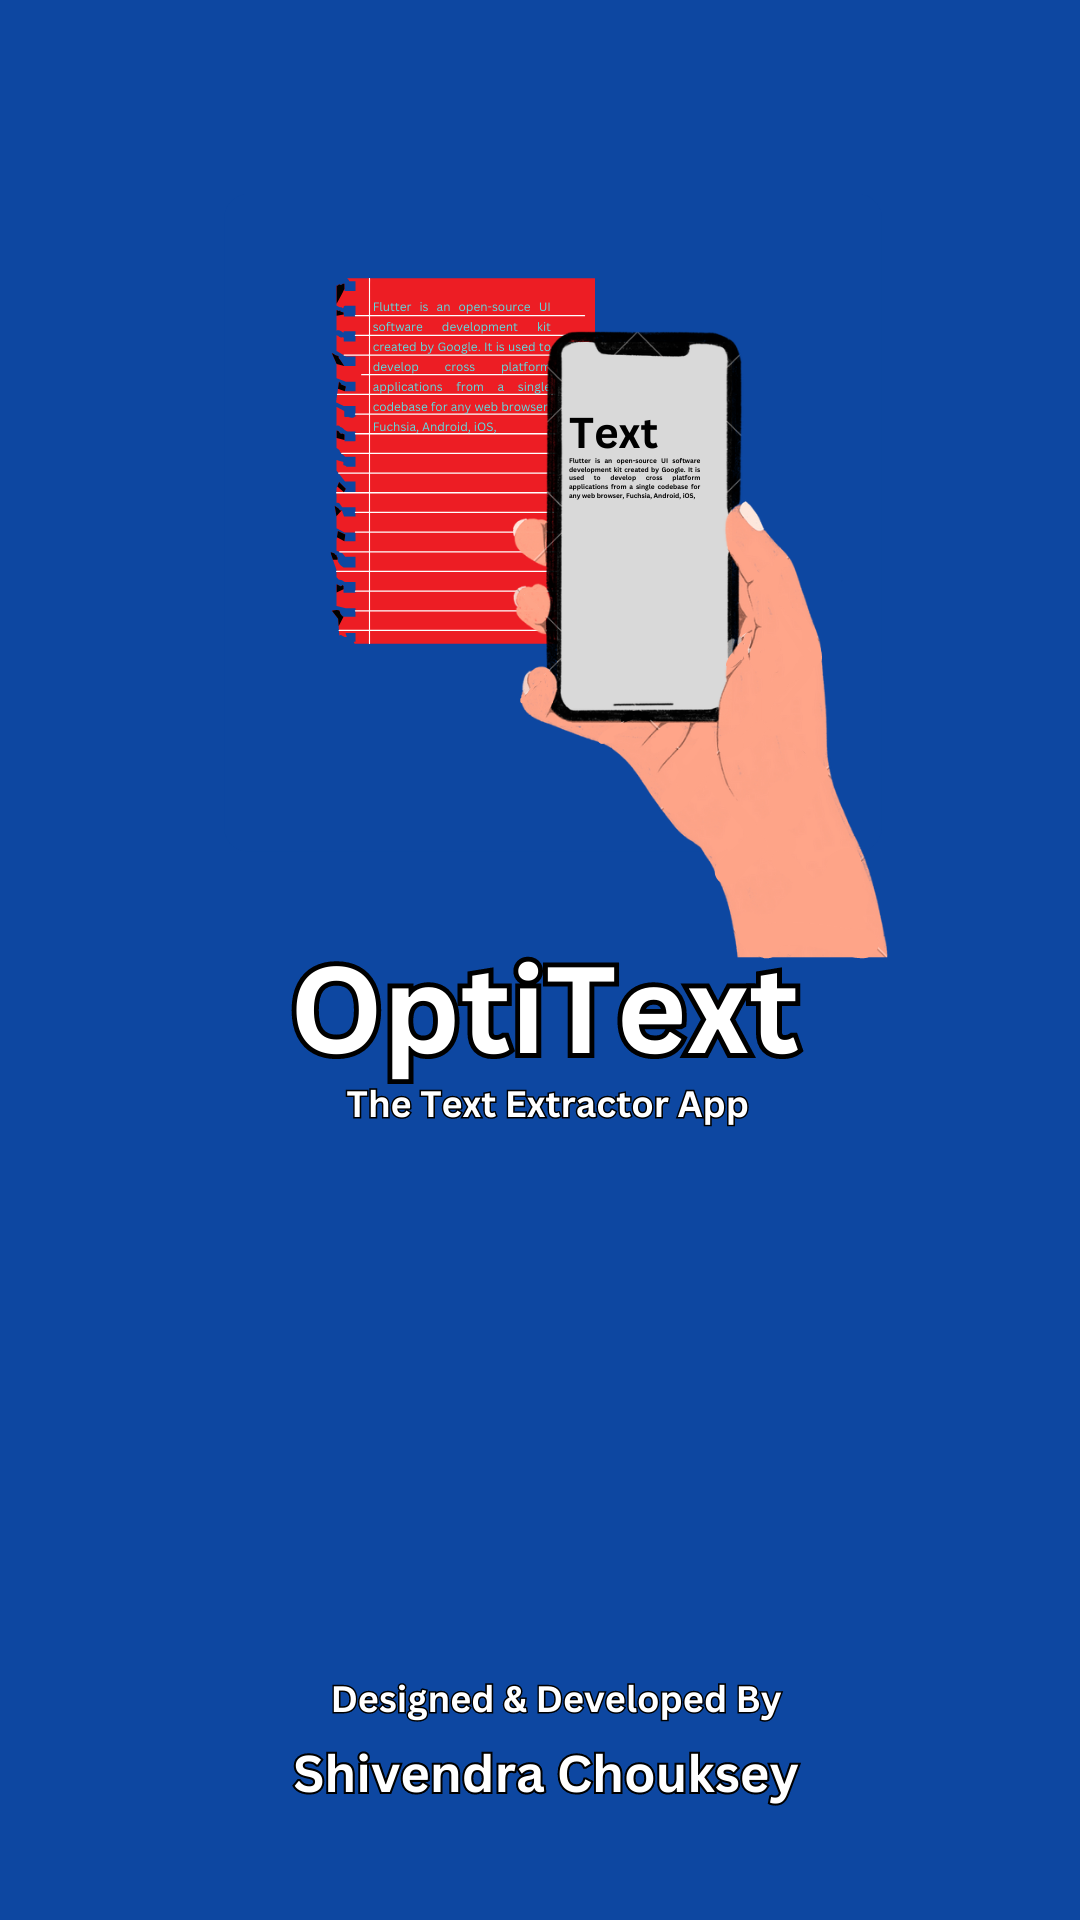 Flutter is an open-source UI
software development kit
created by Google. It is used to
develop cross platform
applications from a single
codebase for any web browser,
Fuchsia, Android, iOS,
Text
Flutter is an open-source UI software
development kit created by Google. It is
used to develop cross platform
applications from a single codebase for
any web browser, Fuchsia, Android, iOS,
OptiText
The Text Extractor App
Designed & Developed By
Shivendra Chouksey